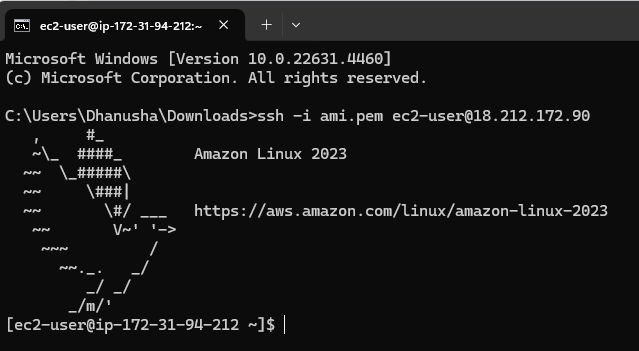 ec2-user@ip-172-31-94-212:~
Microsoft Windows [Version 10.0.22631.4460]
(c) Microsoft Corporation. All rights reserved.
C:\Users\Dhanusha\Downloads>ssh -i ami.pem ec2-user@18.212.172.90
   ,     #_
   ~\_  ####_        Amazon Linux 2023
  ~~  \_#####\
  ~~     \###|
  ~~       \#/ ___   https://aws.amazon.com/linux/amazon-linux-2023
   ~~       V~' '->
    ~~~         /
      ~~._.   _/
         _/ _/
       _/m/'
[ec2-user@ip-172-31-94-212 ~]$